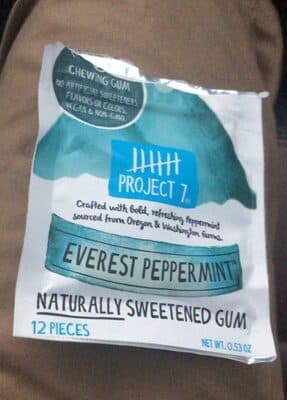 CHEWING GUM
NO ARTIFICIAL SWEETENERS
FLAVORS OR COLORS.
VEGAN & NON-GMO.
PROJECT 7®
Crafted with bold, refreshing Peppermint
sourced from Oregon & Washington farms.
EVEREST PEPPERMINT™
NATURALLY SWEETENED GUM
12 PIECES
NET WT. 0.53 OZ